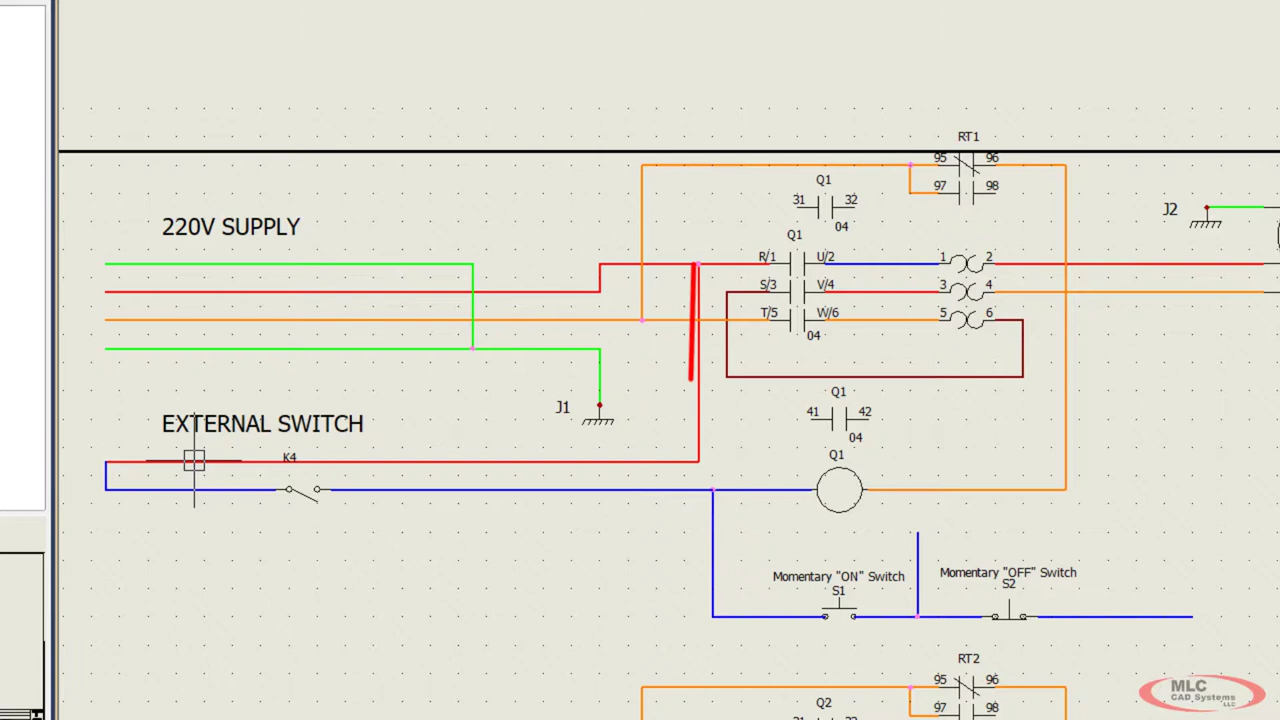 RT1
95 96
97 98
Q1
31 32
04
J2
220V SUPPLY
Q1
R/1 U/2 1 2
S/3 V/4 3 4
T/5 W/6 5 6
04
Q1
J1
41 42
EXTERNAL SWITCH
04
K4
Q1
Momentary "ON" Switch
Momentary "OFF" Switch
S1
S2
RT2
95 96
97 98
Q2
MLC
CAD Systems
LLC